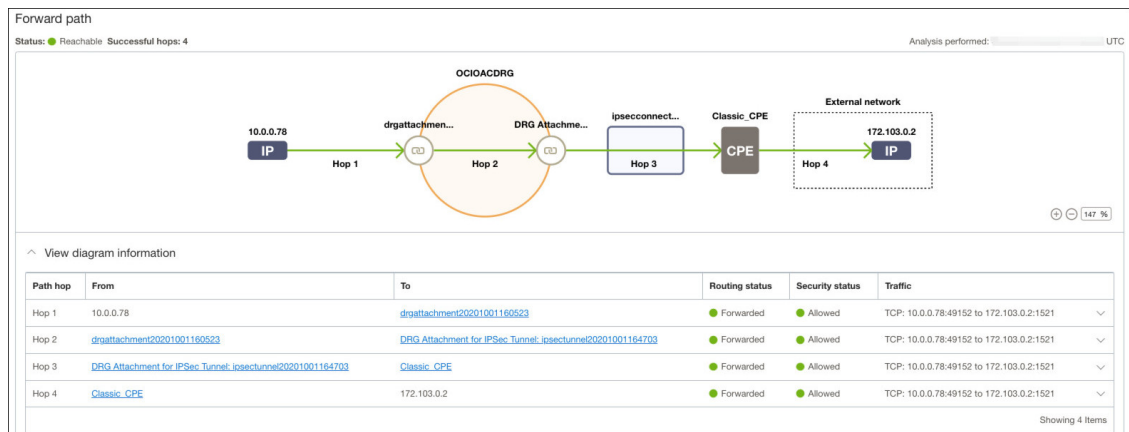 Forward path
Status: Reachable Successful hops: 4
Analysis performed: UTC
OCIOACDRG
External network
drgattachmen...
DRG Attachme...
ipsecconnect...
Classic_CPE
10.0.0.78
172.103.0.2
IP
CPE
IP
Hop 1
Hop 2
Hop 3
Hop 4
147 %
View diagram information
Path hop From To Routing status Security status Traffic
Hop 1 10.0.0.78 drgattachment20201001160523 Forwarded Allowed TCP: 10.0.0.78:49152 to 172.103.0.2:1521
Hop 2 drgattachment20201001160523 DRG Attachment for IPSec Tunnel: ipsectunnel20201001164703 Forwarded Allowed TCP: 10.0.0.78:49152 to 172.103.0.2:1521
Hop 3 DRG Attachment for IPSec Tunnel: ipsectunnel20201001164703 Classic_CPE Forwarded Allowed TCP: 10.0.0.78:49152 to 172.103.0.2:1521
Hop 4 Classic_CPE 172.103.0.2 Forwarded Allowed TCP: 10.0.0.78:49152 to 172.103.0.2:1521
Showing 4 Items